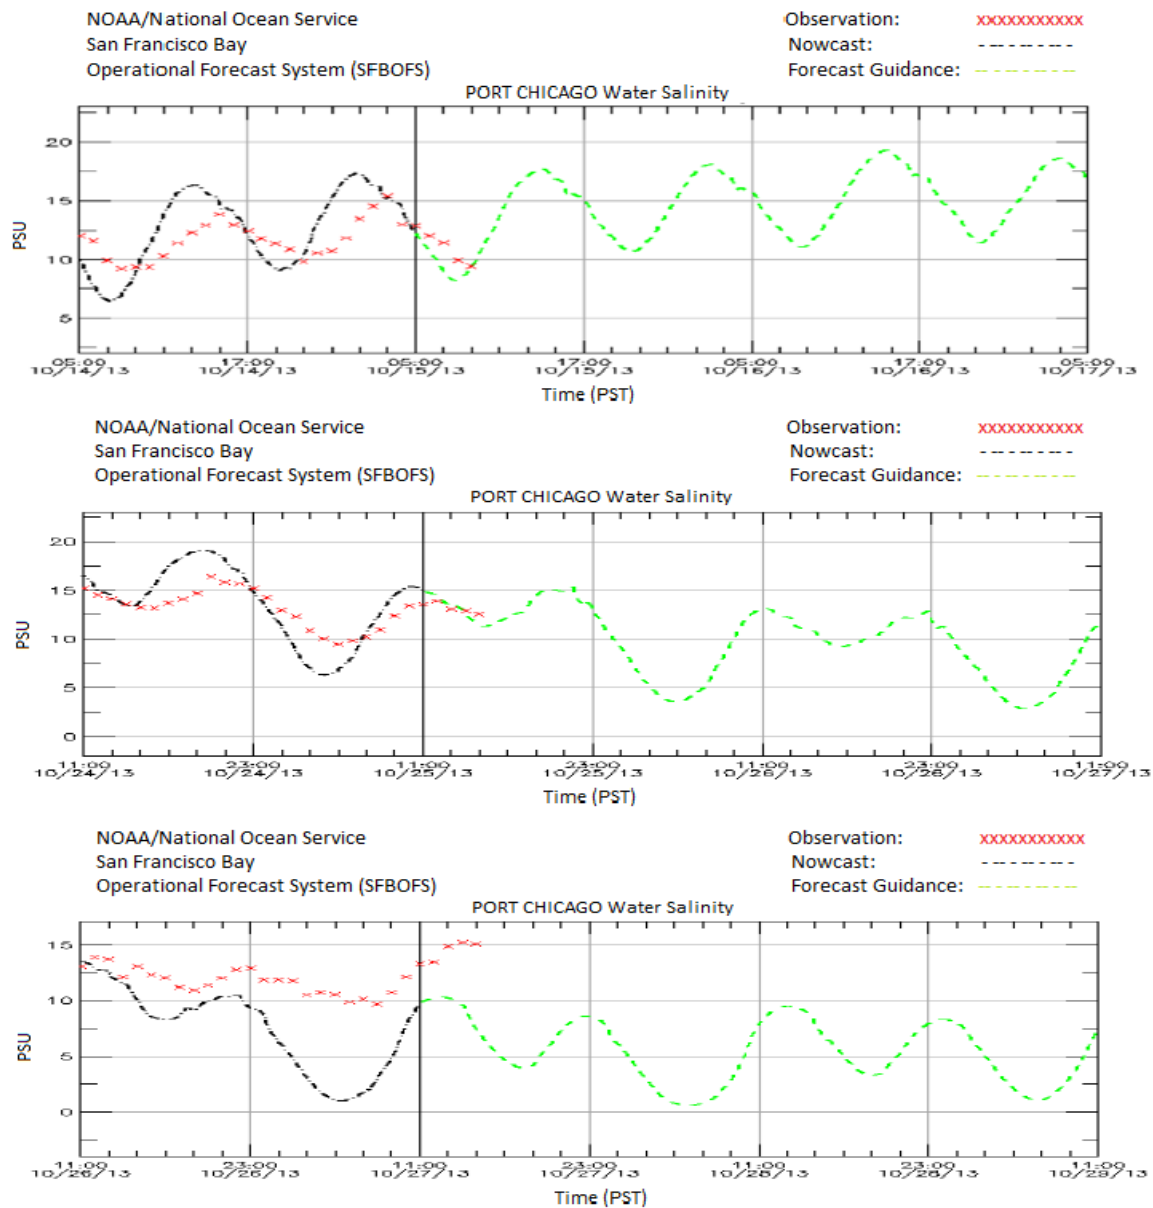 NOAA/National Ocean Service
San Francisco Bay
Operational Forecast System (SFBOFS)
Observation: xxxxxxxxxxx
Nowcast: -----------
Forecast Guidance: -----------
PORT CHICAGO Water Salinity
PSU
20
15
10
5
05:00 17:00 05:00 17:00 05:00 17:00 05:00
10/14/13 10/14/13 10/15/13 10/15/13 10/16/13 10/16/13 10/17/13
Time (PST)
NOAA/National Ocean Service
San Francisco Bay
Operational Forecast System (SFBOFS)
Observation: xxxxxxxxxxx
Nowcast: -----------
Forecast Guidance: -----------
PORT CHICAGO Water Salinity
PSU
20
15
10
5
0
11:00 23:00 11:00 23:00 11:00 23:00 11:00
10/24/13 10/24/13 10/25/13 10/25/13 10/26/13 10/26/13 10/27/13
Time (PST)
NOAA/National Ocean Service
San Francisco Bay
Operational Forecast System (SFBOFS)
Observation: xxxxxxxxxxx
Nowcast: -----------
Forecast Guidance: -----------
PORT CHICAGO Water Salinity
PSU
15
10
5
0
11:00 23:00 11:00 23:00 11:00 23:00 11:00
10/26/13 10/26/13 10/27/13 10/27/13 10/28/13 10/28/13 10/29/13
Time (PST)